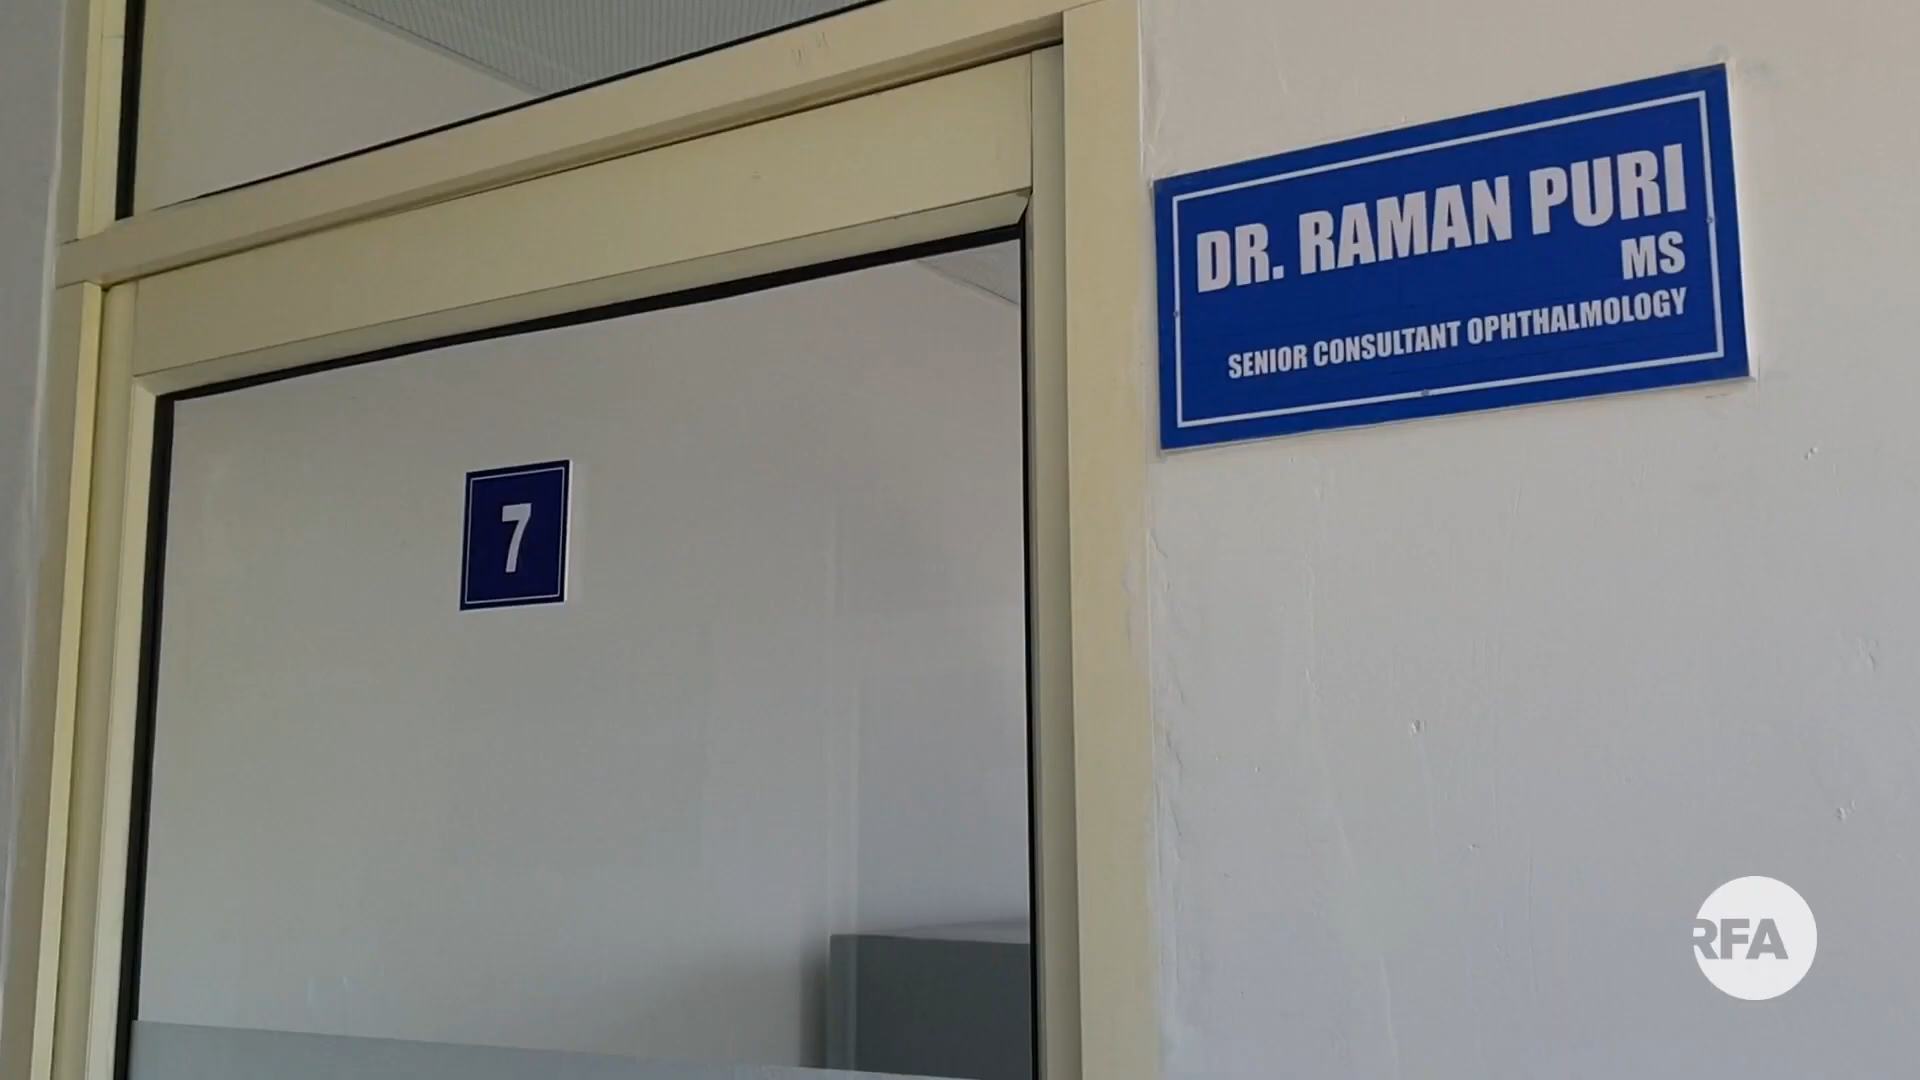 DR. RAMAN PURI
MS
SENIOR CONSULTANT OPHTHALMOLOGY
7
RFA